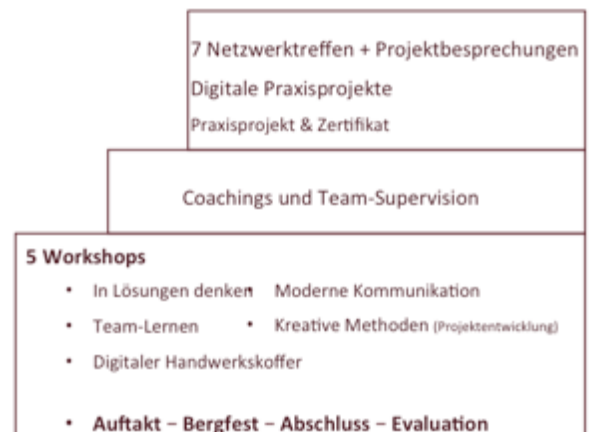 7 Netzwerktreffen + Projektbesprechungen
Digitale Praxisprojekte
Praxisprojekt & Zertifikat
Coachings und Team-Supervision
5 Workshops
• In Lösungen denken • Moderne Kommunikation
• Team-Lernen • Kreative Methoden (Projektentwicklung)
• Digitaler Handwerkskoffer
• Auftakt – Bergfest – Abschluss – Evaluation